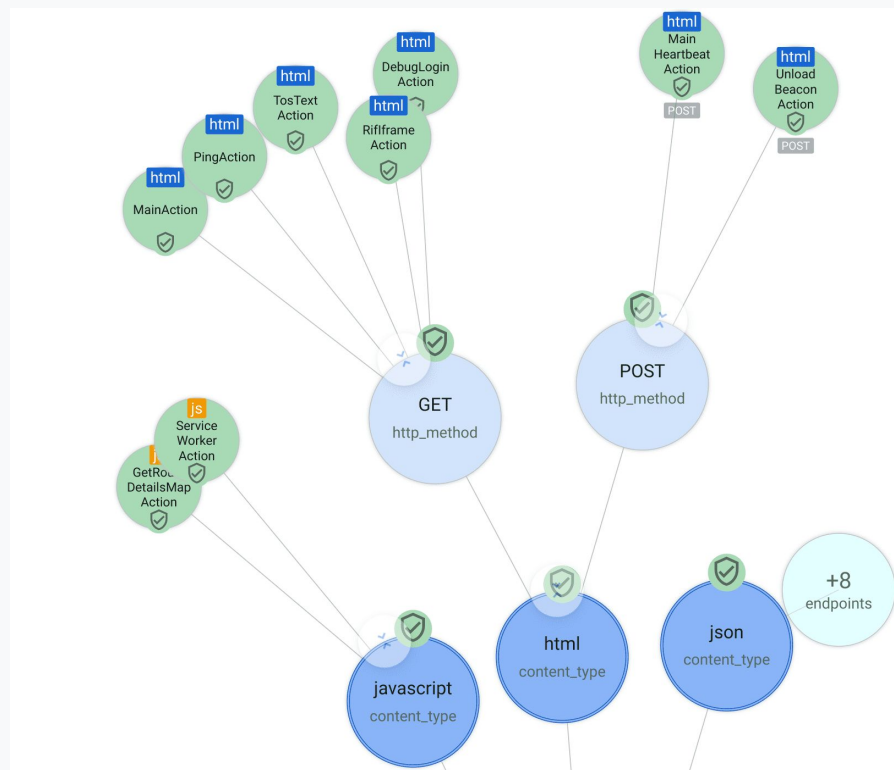 html
DebugLogin
Action
html
TosText
Action
html
RifIframe
Action
html
PingAction
html
MainAction
html
Main
Heartbeat
Action
POST
html
Unload
Beacon
Action
POST
GET
http_method
POST
http_method
js
Service
Worker
Action
DetailsMap
Action
javascript
content_type
html
content_type
json
content_type
+8
endpoints